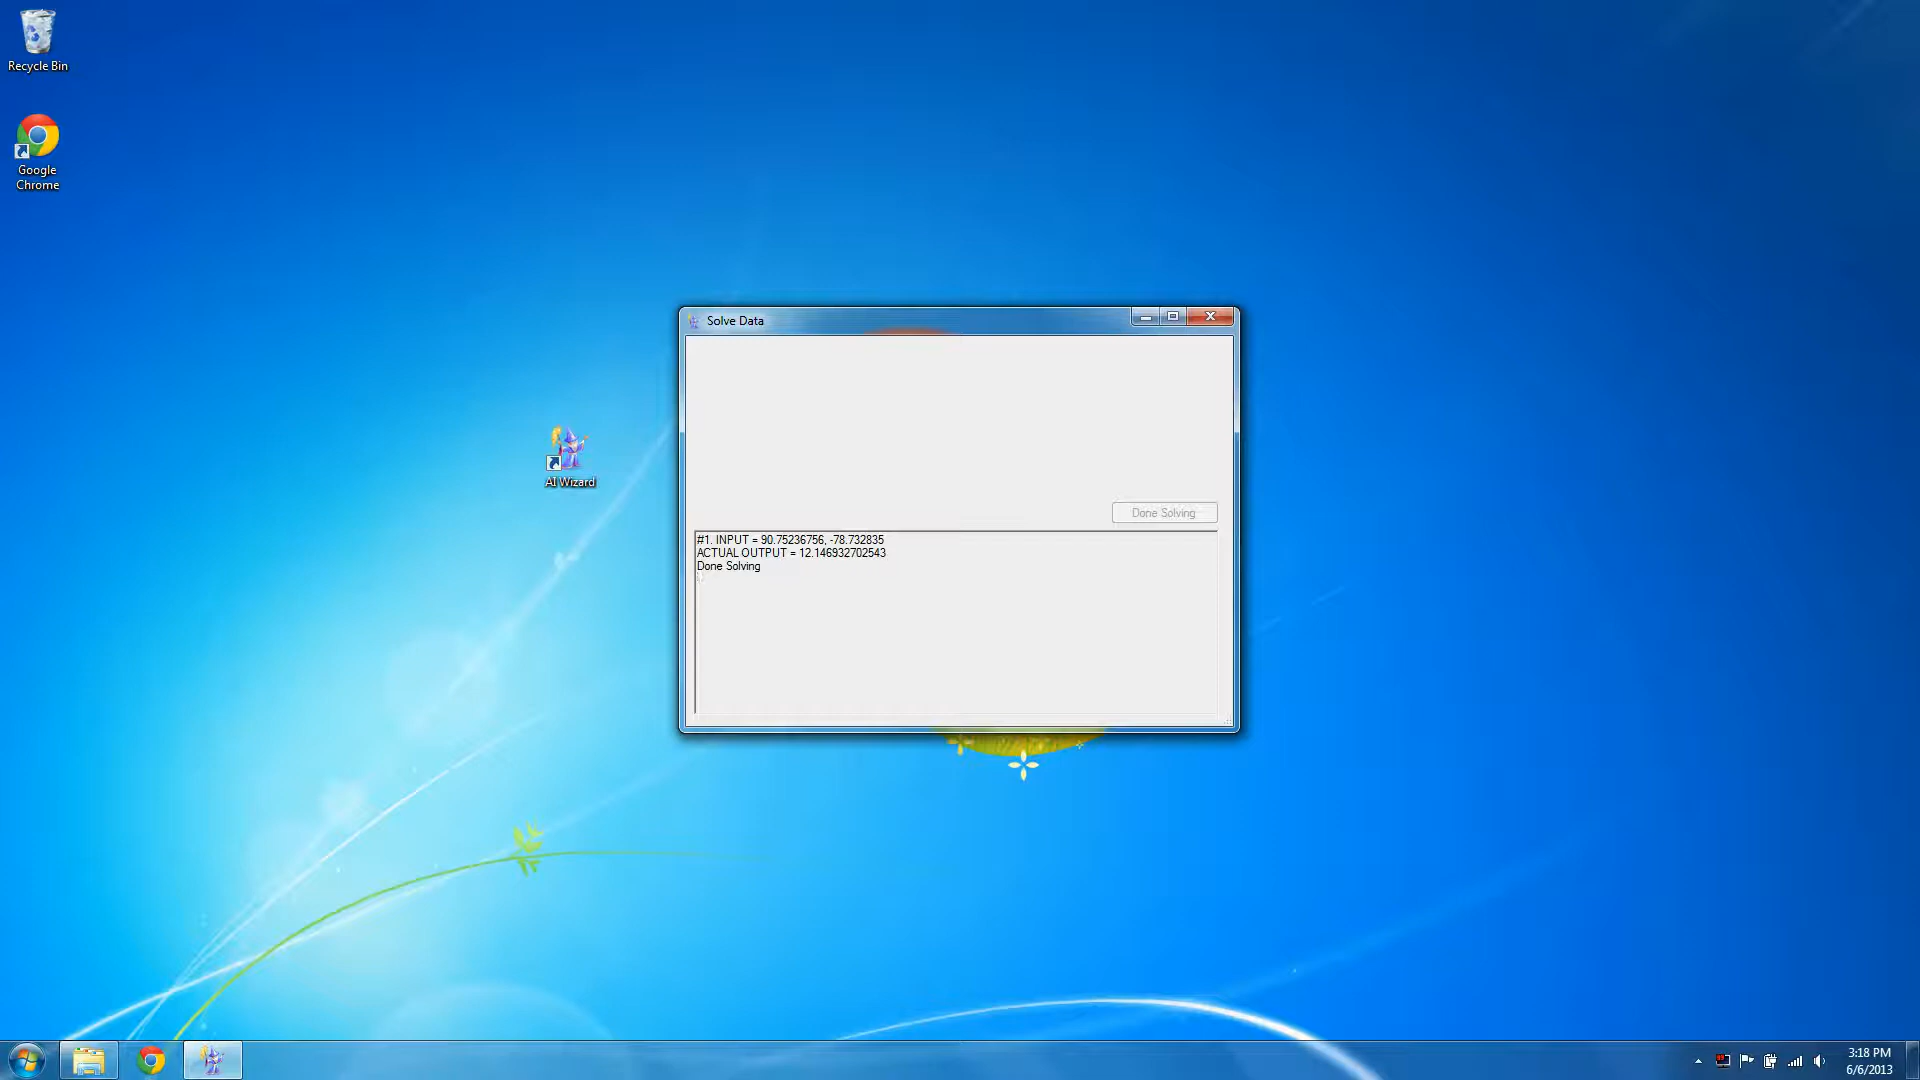 Recycle Bin
Google
Chrome
AI Wizard
Solve Data
Done Solving
#1. INPUT = 90.75236756, -78.732835
ACTUAL OUTPUT = 12.146932702543
Done Solving
3:18 PM
6/6/2013